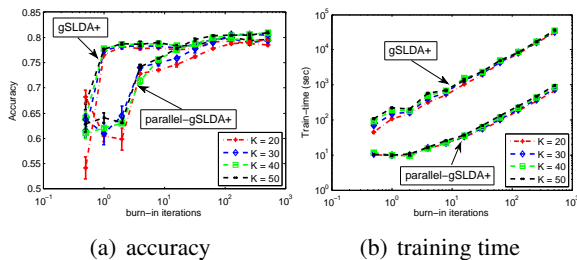 0.85
0.8
0.75
0.7
0.65
0.6
0.55
0.5
Accuracy
10^-1
10^0
10^1
10^2
10^3
burn-in iterations
gSLDA+
parallel-gSLDA+
K = 20
K = 30
K = 40
K = 50
(a) accuracy
10^5
10^4
10^3
10^2
10^1
10^0
Train-time (sec)
10^-1
10^0
10^1
10^2
10^3
burn-in iterations
gSLDA+
parallel-gSLDA+
K = 20
K = 30
K = 40
K = 50
(b) training time